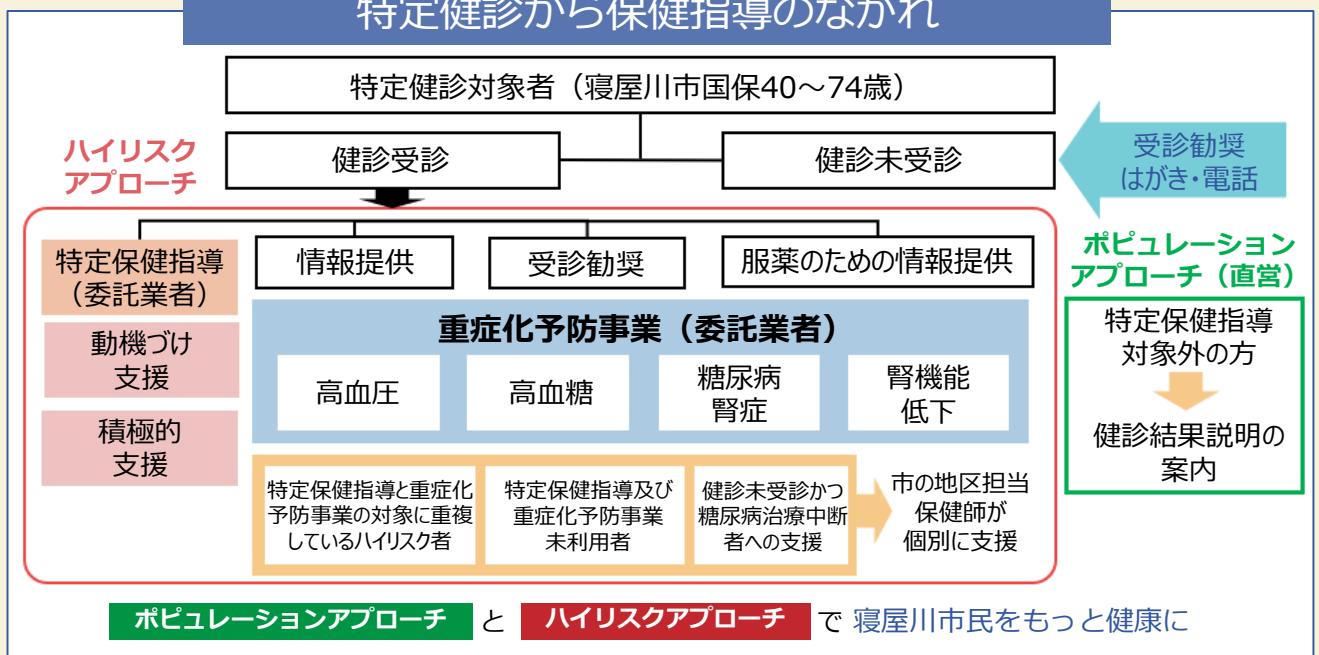 特定健診から保健指導のながれ
特定健診対象者（寝屋川市国保40～74歳）
ハイリスク
アプローチ
健診受診
健診未受診
受診勧奨
はがき・電話
特定保健指導
（委託業者）
情報提供
受診勧奨
服薬のための情報提供
動機づけ
支援
積極的
支援
重症化予防事業（委託業者）
高血圧
高血糖
糖尿病
腎症
腎機能
低下
特定保健指導と重症化
予防事業の対象に重複
しているハイリスク者
特定保健指導及び
重症化予防事業
未利用者
健診未受診かつ
糖尿病治療中断
者への支援
市の地区担当
保健師が
個別に支援
ポピュレーション
アプローチ（直営）
特定保健指導
対象外の方
健診結果説明の
案内
ポピュレーションアプローチ と ハイリスクアプローチ で 寝屋川市民をもっと健康に